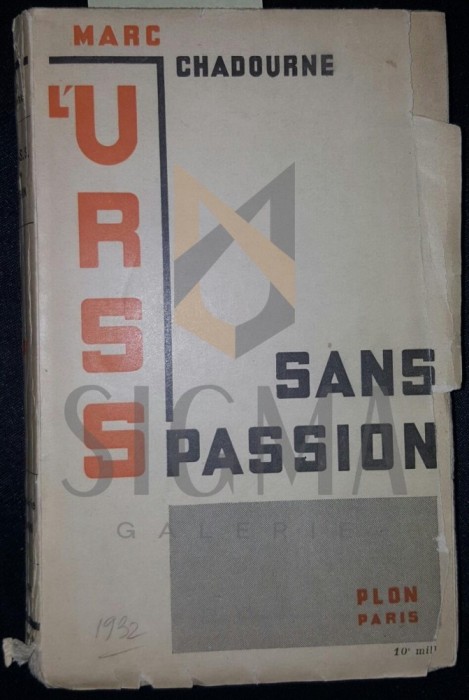 MARC
CHADOURNE
L'URSS
SANS
PASSION
SIGMA
GALERIE
PLON
PARIS
1932
10e mill